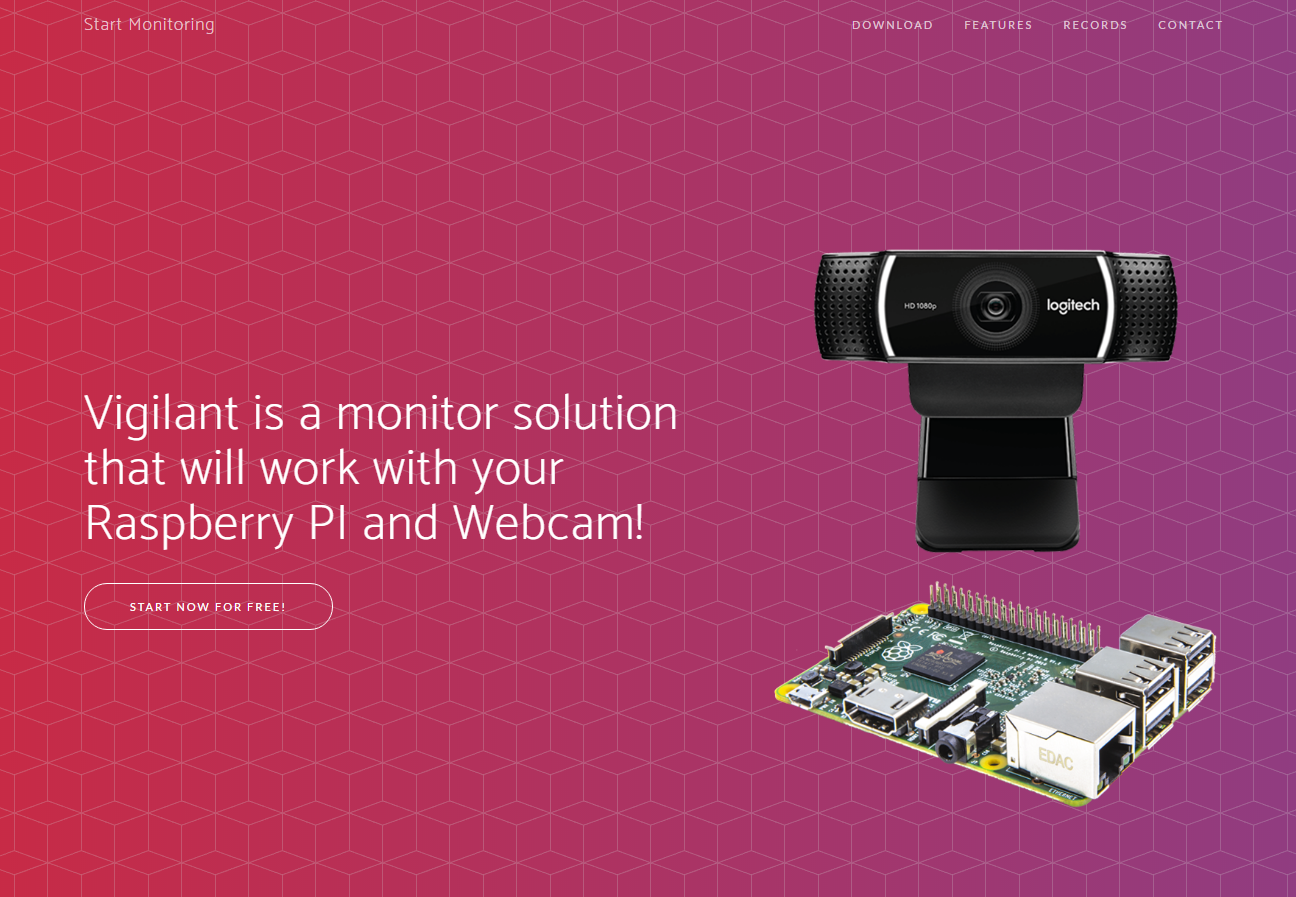 Start Monitoring
DOWNLOAD FEATURES RECORDS CONTACT
HD 1080p
logitech
Vigilant is a monitor solution
that will work with your
Raspberry PI and Webcam!
START NOW FOR FREE!
EDAC
ETHERNET